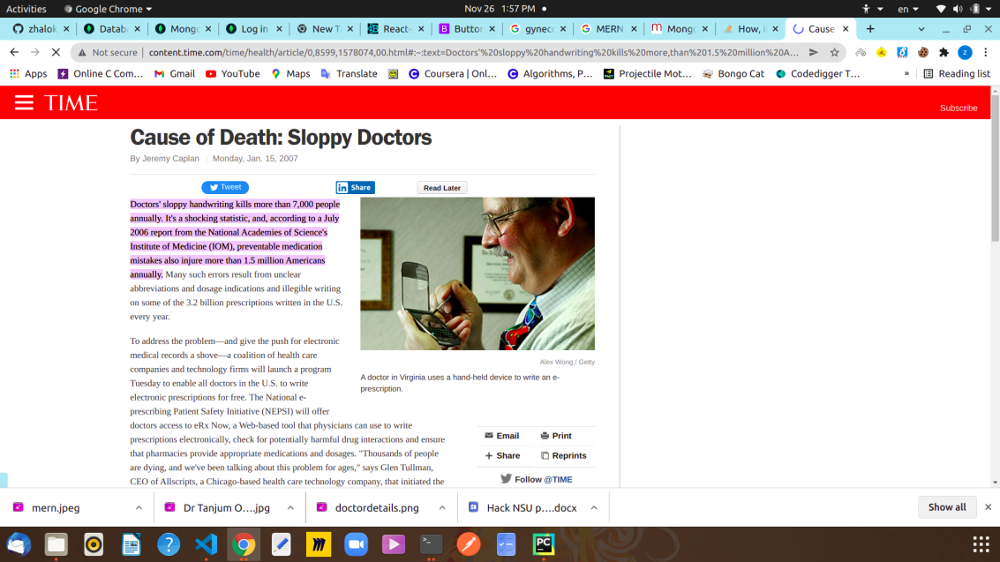 Activities Google Chrome Nov 26 1:57 PM en
zhalok Datab Mongo Log in New T React- Button gynec MERN Mongo How, i Cause
Not secure content.time.com/time/health/article/0,8599,1578074,00.html#:~:text=Doctors'%20sloppy%20handwriting%20kills%20more,than%201.5%20million%20A...
Apps Online C Com... Gmail YouTube Maps Translate Coursera | Onl... Algorithms, P... Projectile Mot... Bongo Cat Codedigger T... » Reading list
TIME
Subscribe
Cause of Death: Sloppy Doctors
By Jeremy Caplan Monday, Jan. 15, 2007
Tweet Share Read Later
Doctors' sloppy handwriting kills more than 7,000 people
annually. It's a shocking statistic, and, according to a July
2006 report from the National Academies of Science's
Institute of Medicine (IOM), preventable medication
mistakes also injure more than 1.5 million Americans
annually. Many such errors result from unclear
abbreviations and dosage indications and illegible writing
on some of the 3.2 billion prescriptions written in the U.S.
every year.
Alex Wong / Getty
A doctor in Virginia uses a hand-held device to write an e-
prescription.
To address the problem—and give the push for electronic
medical records a shove—a coalition of health care
companies and technology firms will launch a program
Tuesday to enable all doctors in the U.S. to write
electronic prescriptions for free. The National e-
prescribing Patient Safety Initiative (NEPSI) will offer
doctors access to eRx Now, a Web-based tool that physicians can use to write
prescriptions electronically, check for potentially harmful drug interactions and ensure
that pharmacies provide appropriate medications and dosages. "Thousands of people
are dying, and we've been talking about this problem for ages," says Glen Tullman,
CEO of Allscripts, a Chicago-based health care technology company, that initiated the
Email Print
Share Reprints
Follow @TIME
mern.jpeg Dr Tanjum O....jpg doctordetails.png Hack NSU p....docx Show all
PC